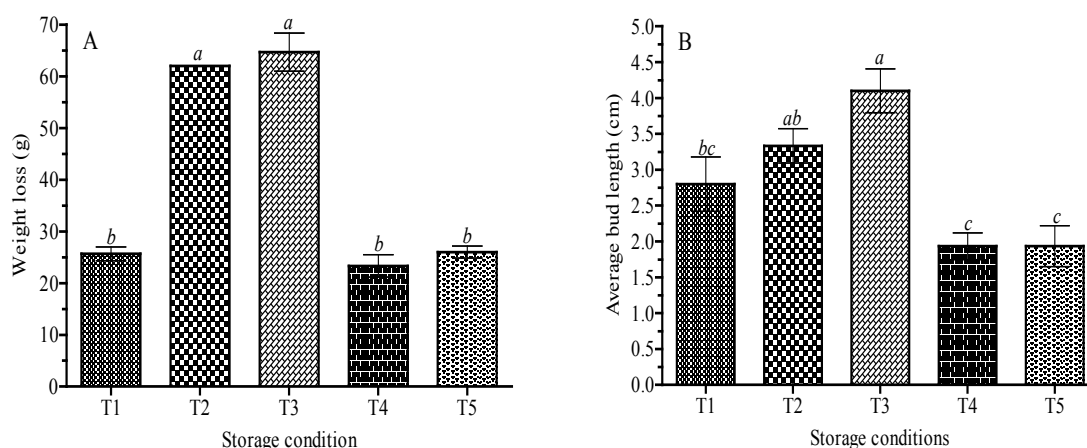 A
Weight loss (g)
70
60
50
40
30
20
10
0
b
a
a
b
b
T1 T2 T3 T4 T5
Storage condition
B
Average bud length (cm)
5.0
4.5
4.0
3.5
3.0
2.5
2.0
1.5
1.0
0.5
0.0
bc
ab
a
c
c
T1 T2 T3 T4 T5
Storage conditions